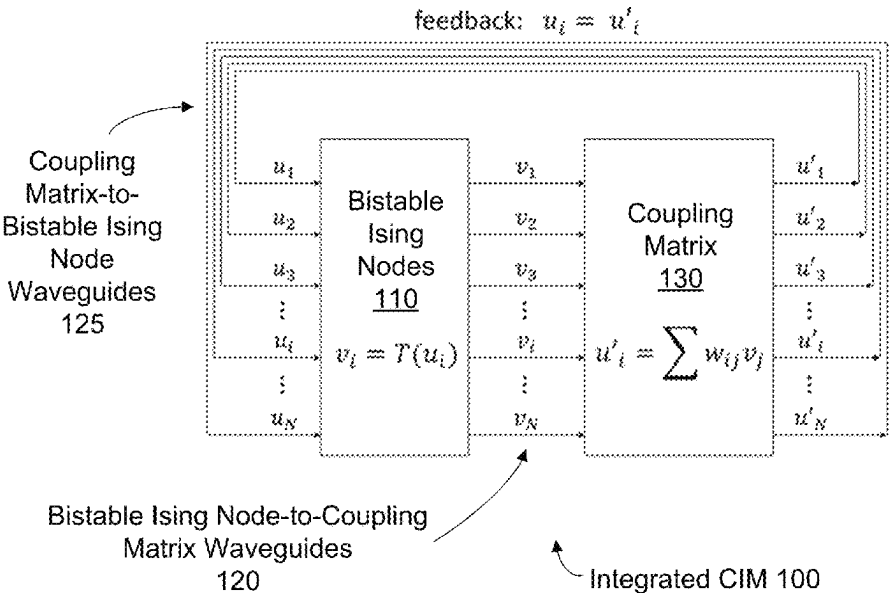 feedback: u_i = u'_i
Coupling
Matrix-to-
Bistable Ising
Node
Waveguides
125
u_1
u_2
u_3
⋮
u_i
⋮
u_N
Bistable
Ising
Nodes
110
v_i = T(u_i)
v_1
v_2
v_3
⋮
v_i
⋮
v_N
Coupling
Matrix
130
u'_i = ∑ w_{ij} v_j
u'_1
u'_2
u'_3
⋮
u'_i
⋮
u'_N
Bistable Ising Node-to-Coupling
Matrix Waveguides
120
Integrated CIM 100